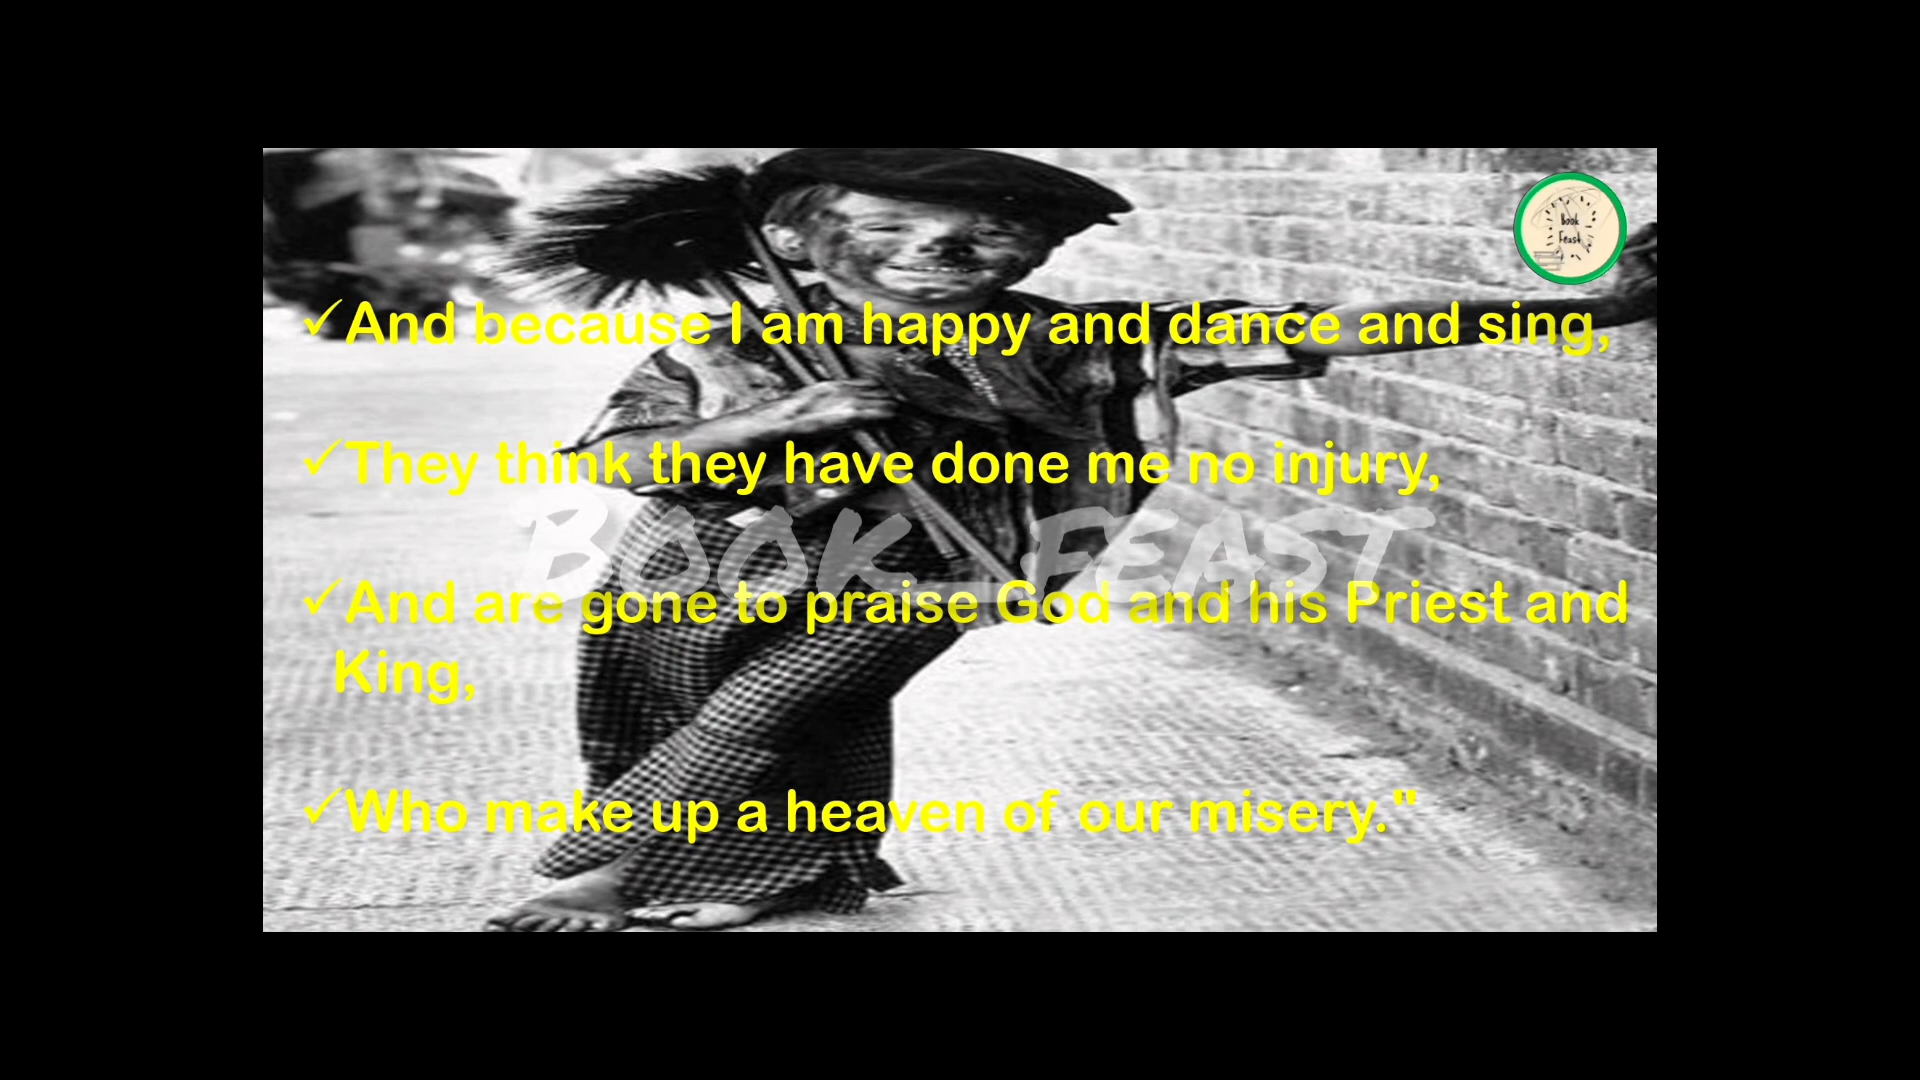 Book
Feast
✓And because I am happy and dance and sing,
✓They think they have done me no injury,
Book_feast
✓And are gone to praise God and his Priest and
King,
✓Who make up a heaven of our misery."